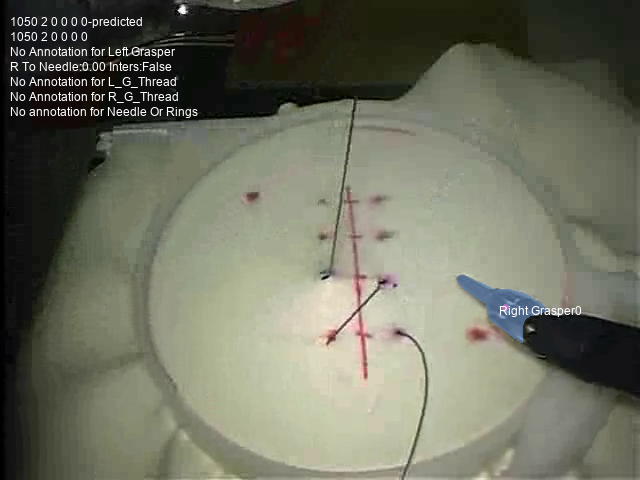 1050 2 0 0 0 0-predicted
1050 2 0 0 0 0
No Annotation for Left Grasper
R To Needle:0.00 Inters:False
No Annotation for L_G_Thread
No Annotation for R_G_Thread
No annotation for Needle Or Rings
Right Grasper0